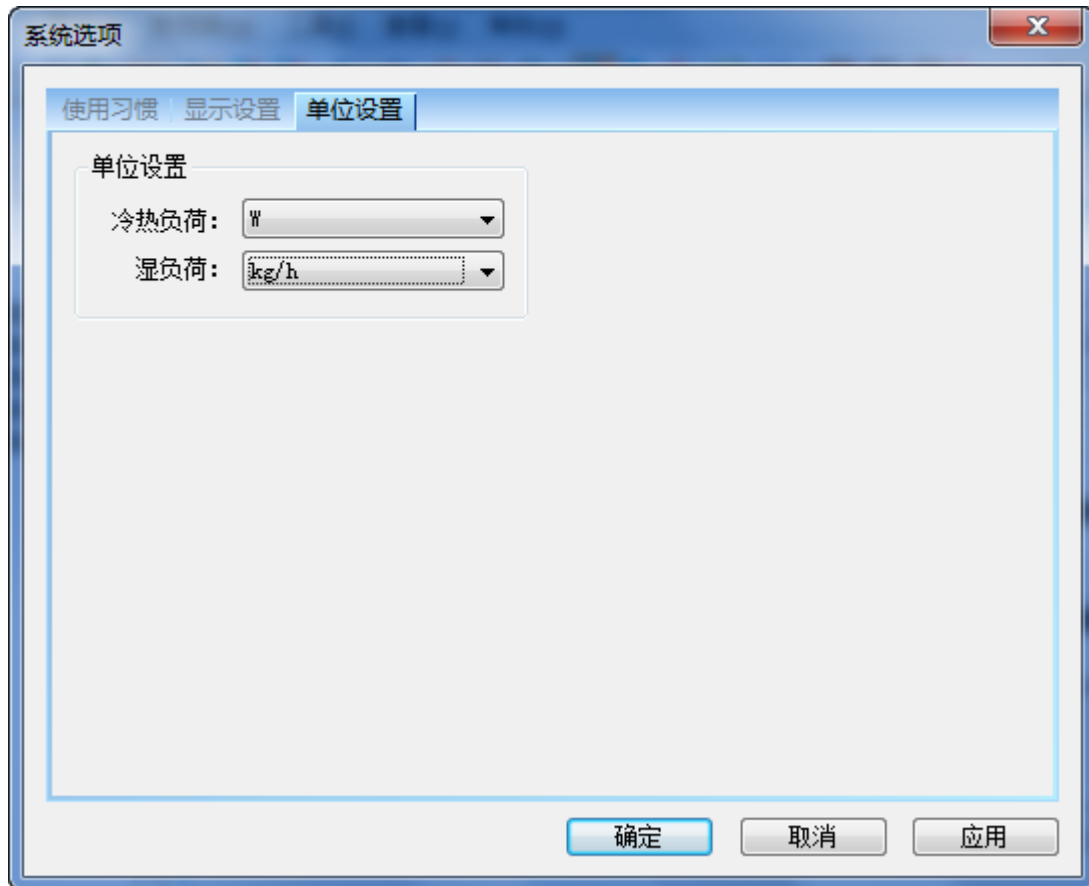 系统选项
使用习惯 显示设置 单位设置
单位设置
冷热负荷: W
湿负荷: kg/h
确定 取消 应用